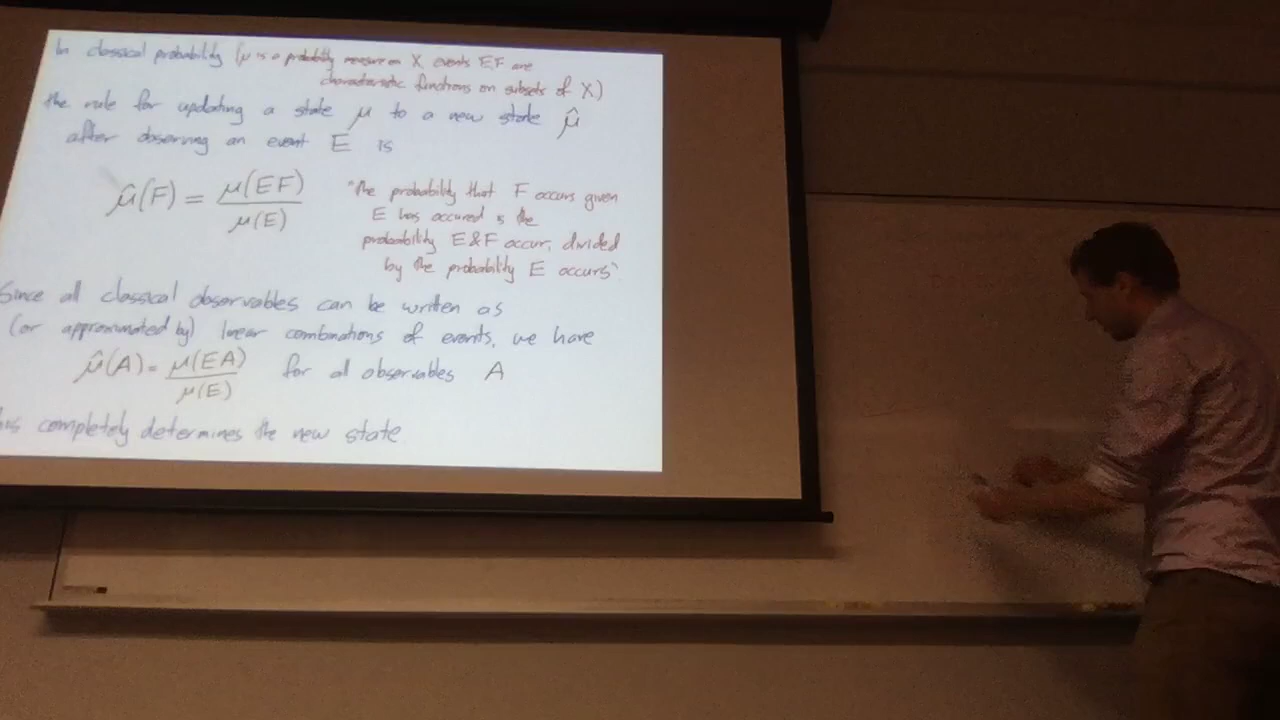 In classical probability (μ is a probability measure on X, events E,F are
characteristic functions on subsets of X)
the rule for updating a state μ to a new state μ̂
after observing an event E is
μ̂(F) = μ(EF) / μ(E)
"The probability that F occurs given
E has occured is the
probability E&F occur, divided
by the probability E occurs"
Since all classical observables can be written as
(or approximated by) linear combinations of events, we have
μ̂(A) = μ(EA) / μ(E) for all observables A
completely determines the new state